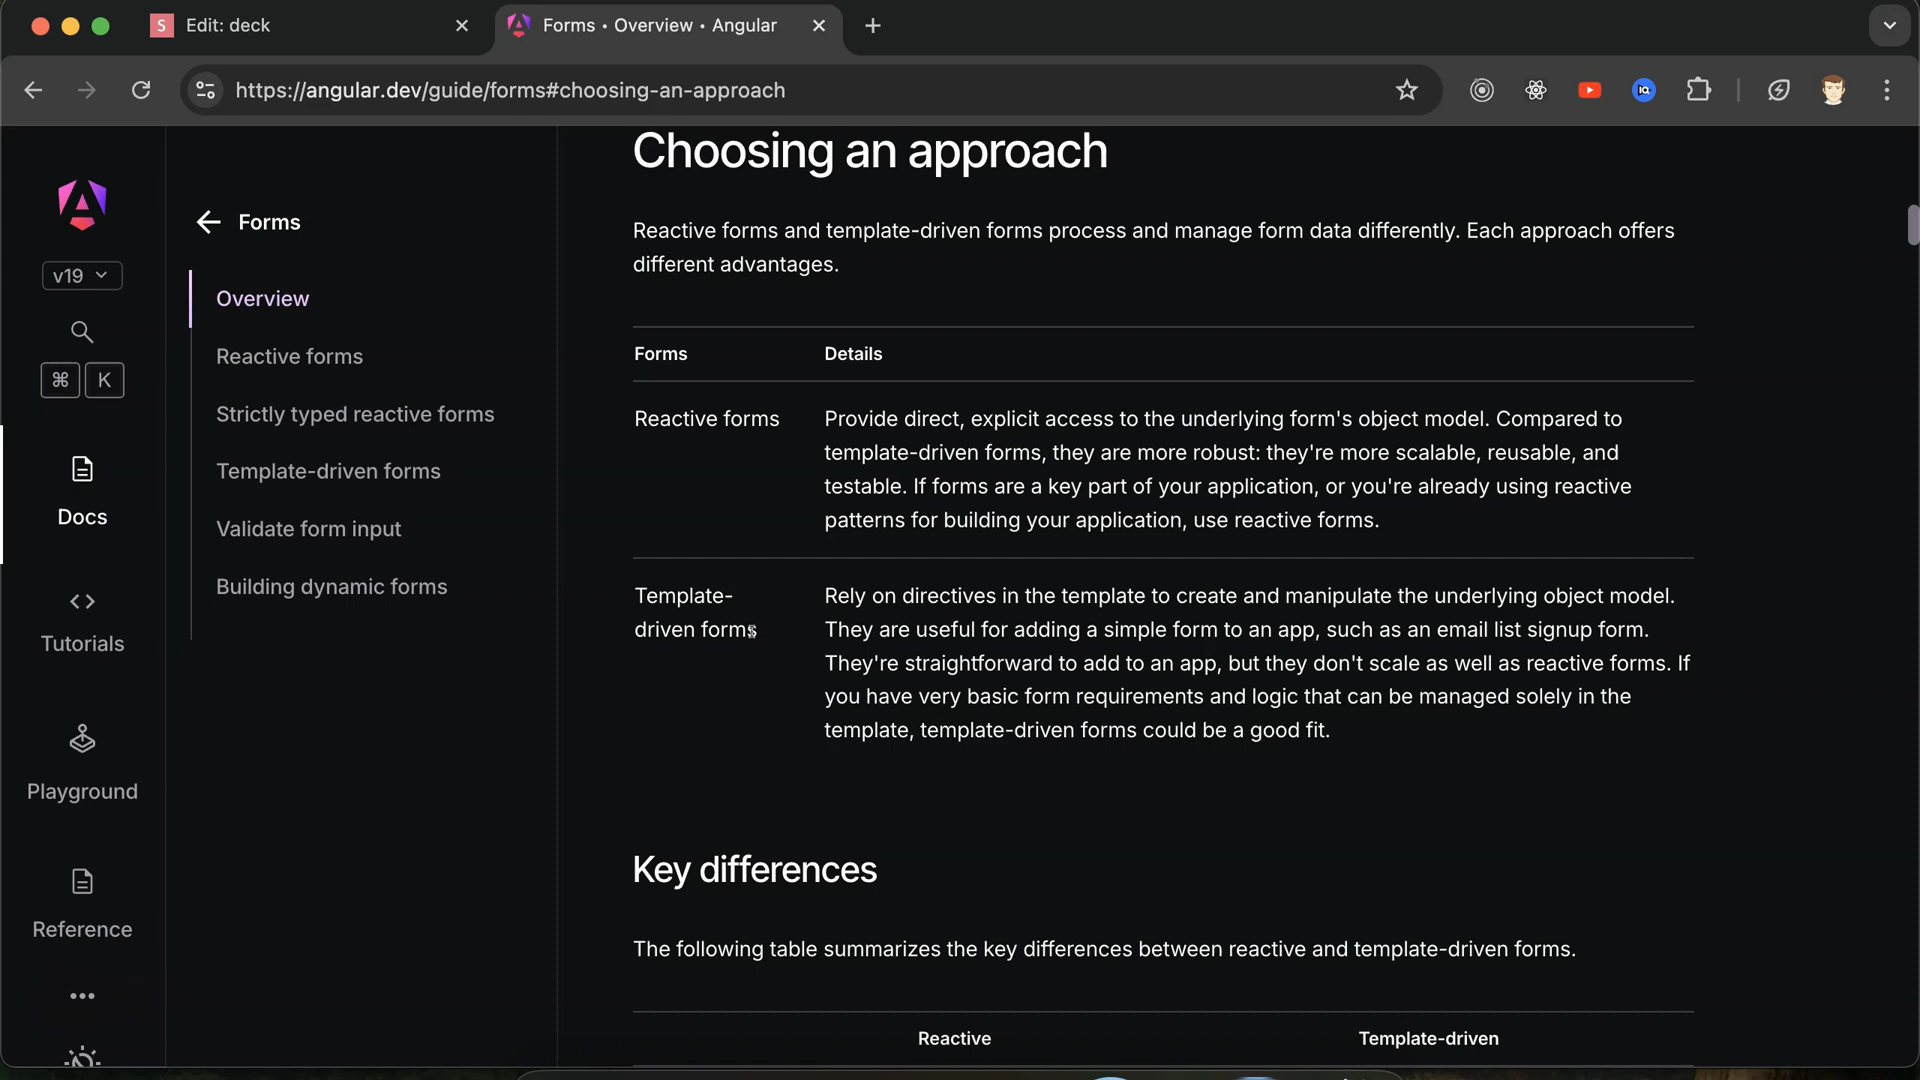 S Edit: deck
Forms • Overview • Angular
https://angular.dev/guide/forms#choosing-an-approach
IQ
v19
⌘ K
Docs
Tutorials
Playground
Reference
Forms
Overview
Reactive forms
Strictly typed reactive forms
Template-driven forms
Validate form input
Building dynamic forms
Choosing an approach
Reactive forms and template-driven forms process and manage form data differently. Each approach offers
different advantages.
Forms Details
Reactive forms
Provide direct, explicit access to the underlying form's object model. Compared to
template-driven forms, they are more robust: they're more scalable, reusable, and
testable. If forms are a key part of your application, or you're already using reactive
patterns for building your application, use reactive forms.
Template-
driven forms
Rely on directives in the template to create and manipulate the underlying object model.
They are useful for adding a simple form to an app, such as an email list signup form.
They're straightforward to add to an app, but they don't scale as well as reactive forms. If
you have very basic form requirements and logic that can be managed solely in the
template, template-driven forms could be a good fit.
Key differences
The following table summarizes the key differences between reactive and template-driven forms.
Reactive Template-driven